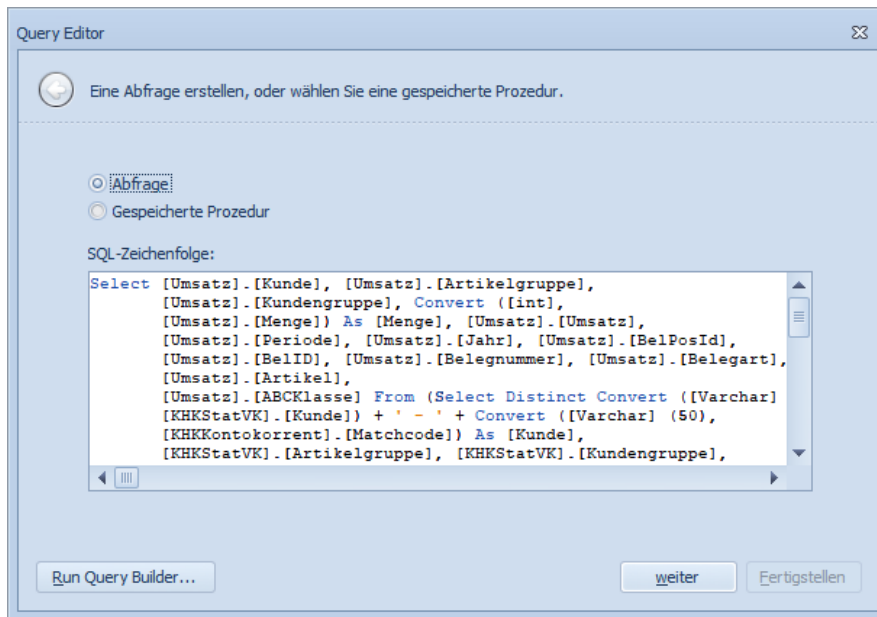 Query Editor
Eine Abfrage erstellen, oder wählen Sie eine gespeicherte Prozedur.
Abfrage
Gespeicherte Prozedur
SQL-Zeichenfolge:
Select [Umsatz].[Kunde], [Umsatz].[Artikelgruppe],
[Umsatz].[Kundengruppe], Convert ([int],
[Umsatz].[Menge]) As [Menge], [Umsatz].[Umsatz],
[Umsatz].[Periode], [Umsatz].[Jahr], [Umsatz].[BelPosId],
[Umsatz].[BelID], [Umsatz].[Belegnummer], [Umsatz].[Belegart],
[Umsatz].[Artikel],
[Umsatz].[ABCKlasse] From (Select Distinct Convert ([Varchar]
[KHKStatVK].[Kunde]) + ' - ' + Convert ([Varchar] (50),
[KHKKontokorrent].[Matchcode]) As [Kunde],
[KHKStatVK].[Artikelgruppe], [KHKStatVK].[Kundengruppe],
Run Query Builder...
weiter
Fertigstellen